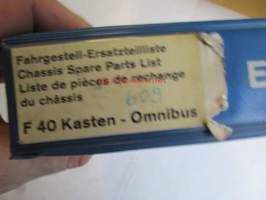 Fahrgestell-Ersatzteilliste
Chassis Spare Parts List
Liste de pièces de rechange
du châssis
609
F 40 Kasten - Omnibus
E